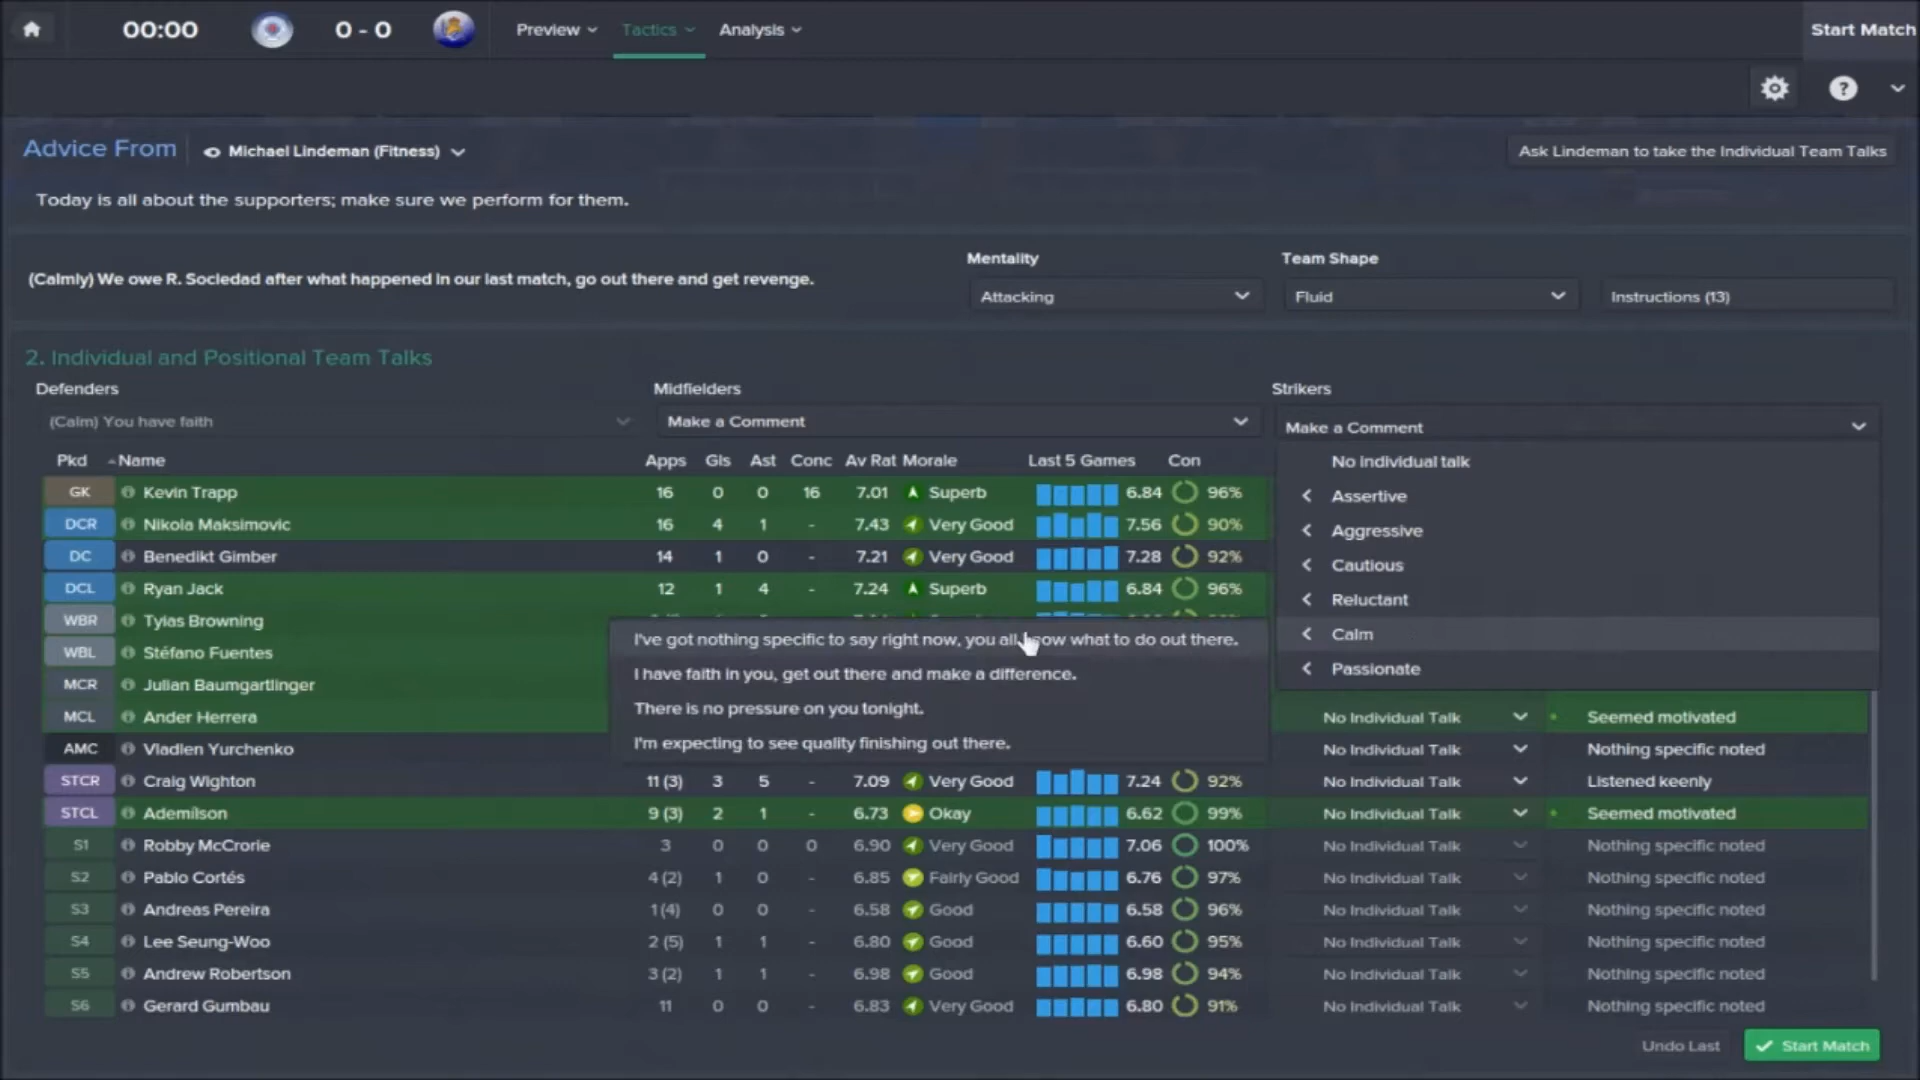 00:00 0 - 0 Preview Tactics Analysis Start Match
Advice From Michael Lindeman (Fitness) Ask Lindeman to take the Individual Team Talks
Today is all about the supporters; make sure we perform for them.
Mentality Team Shape
(Calmly) We owe R. Sociedad after what happened in our last match, go out there and get revenge.
Attacking Fluid Instructions (13)
2. Individual and Positional Team Talks
Defenders Midfielders Strikers
(Calm) You have faith Make a Comment Make a Comment
Pkd Name Apps Gls Ast Conc Av Rat Morale Last 5 Games Con No individual talk
GK Kevin Trapp 16 0 0 16 7.01 Superb 6.84 96% Assertive
DCR Nikola Maksimovic 16 4 1 - 7.43 Very Good 7.56 90% Aggressive
DC Benedikt Gimber 14 1 0 - 7.21 Very Good 7.28 92% Cautious
DCL Ryan Jack 12 1 4 - 7.24 Superb 6.84 96% Reluctant
WBR Tyias Browning
I've got nothing specific to say right now, you all know what to do out there. Calm
WBL Stéfano Fuentes
I have faith in you, get out there and make a difference. Passionate
MCR Julian Baumgartlinger
There is no pressure on you tonight.
MCL Ander Herrera No Individual Talk Seemed motivated
I'm expecting to see quality finishing out there.
AMC Vladlen Yurchenko No Individual Talk Nothing specific noted
STCR Craig Wighton 11 (3) 3 5 - 7.09 Very Good 7.24 92% No Individual Talk Listened keenly
STCL Ademílson 9 (3) 2 1 - 6.73 Okay 6.62 99% No Individual Talk Seemed motivated
S1 Robby McCrorie 3 0 0 0 6.90 Very Good 7.06 100% No Individual Talk Nothing specific noted
S2 Pablo Cortés 4 (2) 1 0 - 6.85 Fairly Good 6.76 97% No Individual Talk Nothing specific noted
S3 Andreas Pereira 1 (4) 0 0 - 6.58 Good 6.58 96% No Individual Talk Nothing specific noted
S4 Lee Seung-Woo 2 (5) 1 1 - 6.80 Good 6.60 95% No Individual Talk Nothing specific noted
S5 Andrew Robertson 3 (2) 1 1 - 6.98 Good 6.98 94% No Individual Talk Nothing specific noted
S6 Gerard Gumbau 11 0 0 - 6.83 Very Good 6.80 91% No Individual Talk Nothing specific noted
Undo Last Start Match